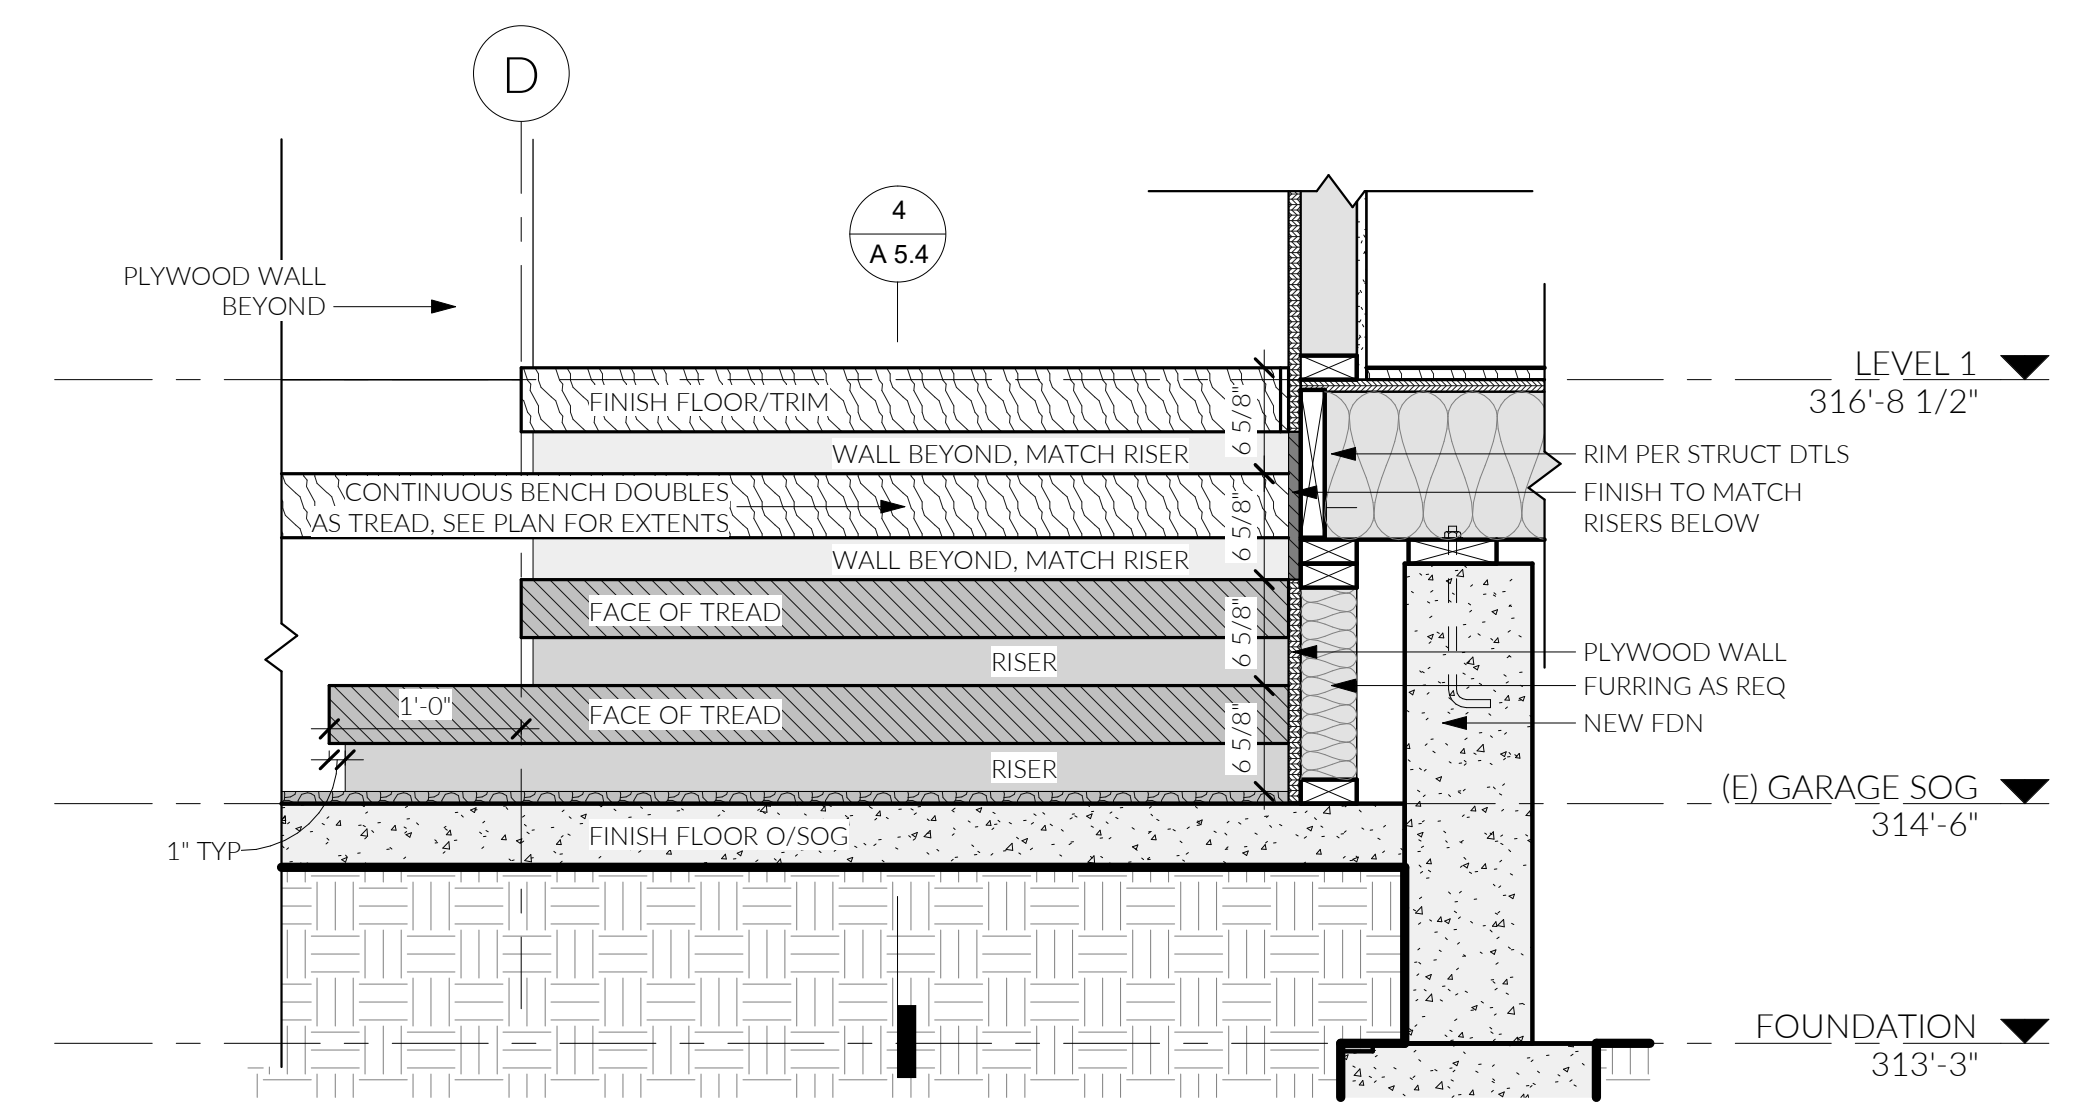 D
4
A 5.4
PLYWOOD WALL
BEYOND
LEVEL 1
316'-8 1/2"
FINISH FLOOR/TRIM
6 5/8"
WALL BEYOND, MATCH RISER
RIM PER STRUCT DTLS
CONTINUOUS BENCH DOUBLES
AS TREAD, SEE PLAN FOR EXTENTS
6 5/8"
FINISH TO MATCH
RISERS BELOW
WALL BEYOND, MATCH RISER
FACE OF TREAD
6 5/8"
RISER
PLYWOOD WALL
FURRING AS REQ
1'-0"
FACE OF TREAD
NEW FDN
6 5/8"
RISER
(E) GARAGE SOG
314'-6"
FINISH FLOOR O/SOG
1" TYP
FOUNDATION
313'-3"